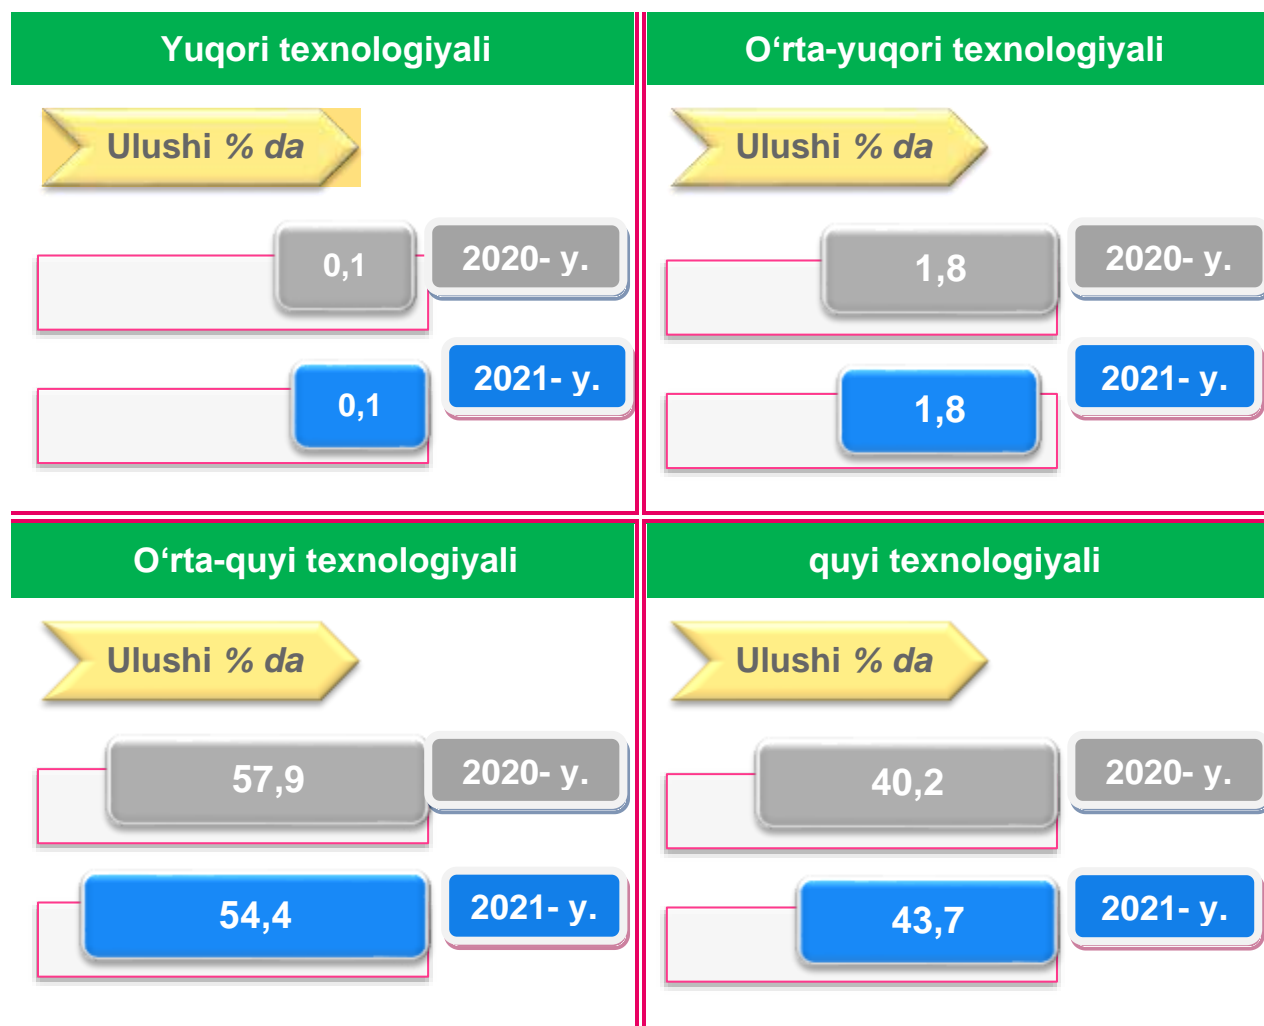 Yuqori texnologiyali
Ulushi % da
0,1
2020- y.
0,1
2021- y.
O‘rta-yuqori texnologiyali
Ulushi % da
1,8
2020- y.
1,8
2021- y.
O‘rta-quyi texnologiyali
Ulushi % da
57,9
2020- y.
54,4
2021- y.
quyi texnologiyali
Ulushi % da
40,2
2020- y.
43,7
2021- y.